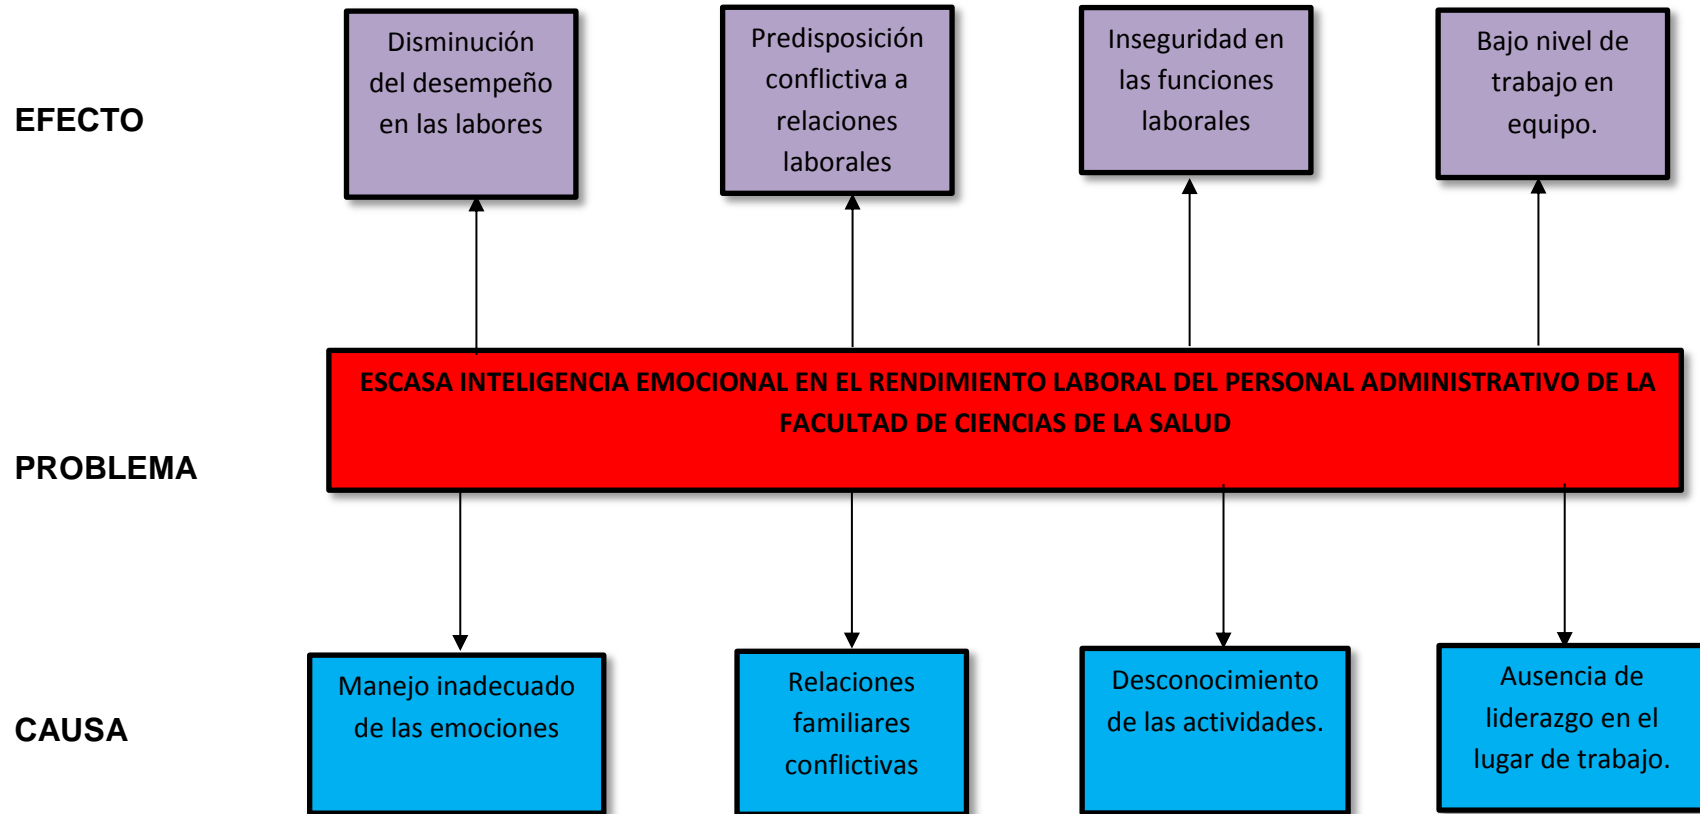 EFECTO
Disminución
del desempeño
en las labores
Predisposición
conflictiva a
relaciones
laborales
Inseguridad en
las funciones
laborales
Bajo nivel de
trabajo en
equipo.
PROBLEMA
ESCASA INTELIGENCIA EMOCIONAL EN EL RENDIMIENTO LABORAL DEL PERSONAL ADMINISTRATIVO DE LA
FACULTAD DE CIENCIAS DE LA SALUD
CAUSA
Manejo inadecuado
de las emociones
Relaciones
familiares
conflictivas
Desconocimiento
de las actividades.
Ausencia de
liderazgo en el
lugar de trabajo.